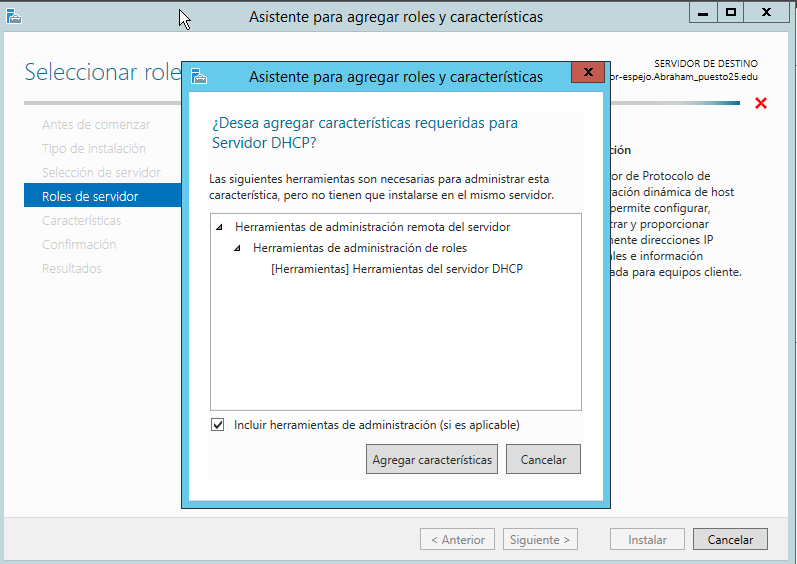 Asistente para agregar roles y características
Seleccionar role
SERVIDOR DE DESTINO
or-espejo.Abraham_puesto25.edu
Antes de comenzar
Tipo de instalación
Selección de servidor
Roles de servidor
Características
Confirmación
Resultados
Asistente para agregar roles y características
¿Desea agregar características requeridas para
Servidor DHCP?
Las siguientes herramientas son necesarias para administrar esta
característica, pero no tienen que instalarse en el mismo servidor.
Herramientas de administración remota del servidor
Herramientas de administración de roles
[Herramientas] Herramientas del servidor DHCP
Incluir herramientas de administración (si es aplicable)
Agregar características
Cancelar
ción
or de Protocolo de
ración dinámica de host
permite configurar,
trar y proporcionar
mente direcciones IP
ales e información
ada para equipos cliente.
< Anterior
Siguiente >
Instalar
Cancelar